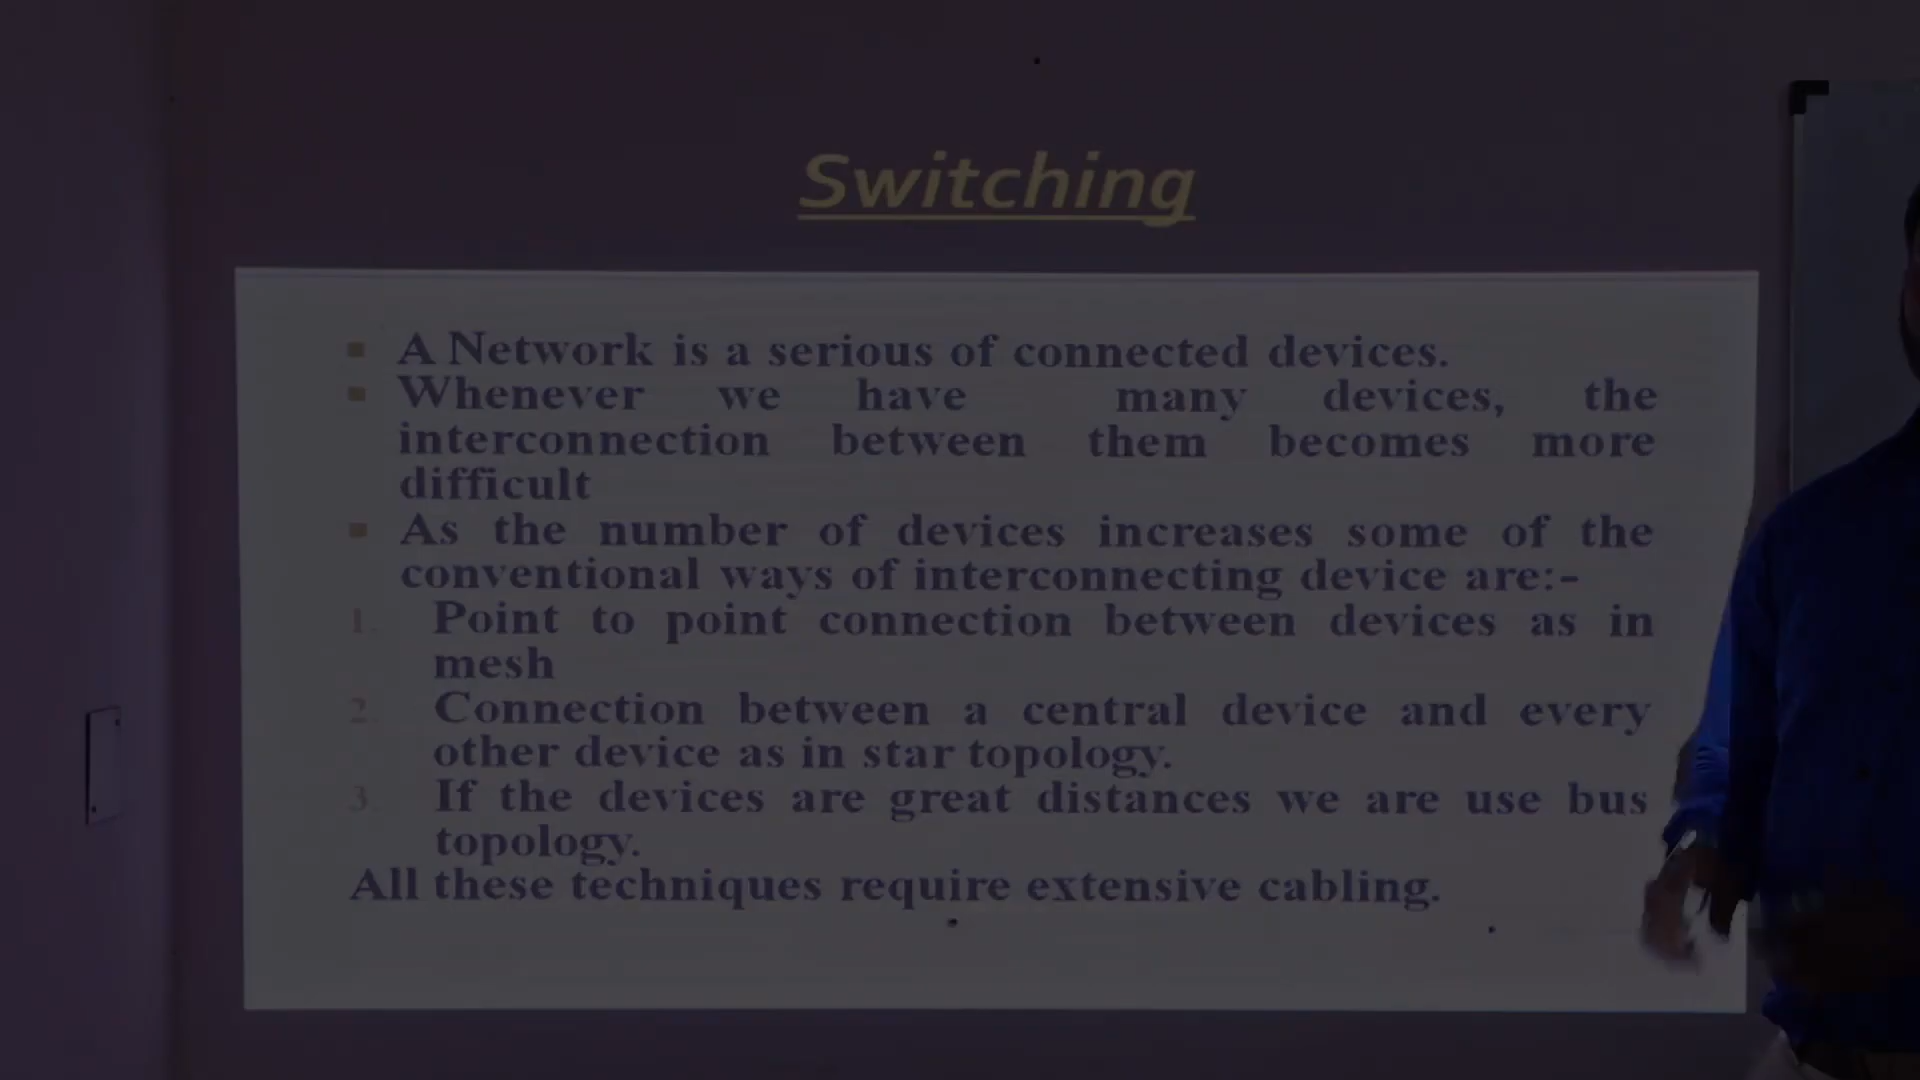 Switching
▪ A Network is a serious of connected devices.
▪ Whenever we have many devices, the
interconnection between them becomes more
difficult
▪ As the number of devices increases some of the
conventional ways of interconnecting device are:-
1. Point to point connection between devices as in
mesh
2. Connection between a central device and every
other device as in star topology.
3. If the devices are great distances we are use bus
topology.
All these techniques require extensive cabling.